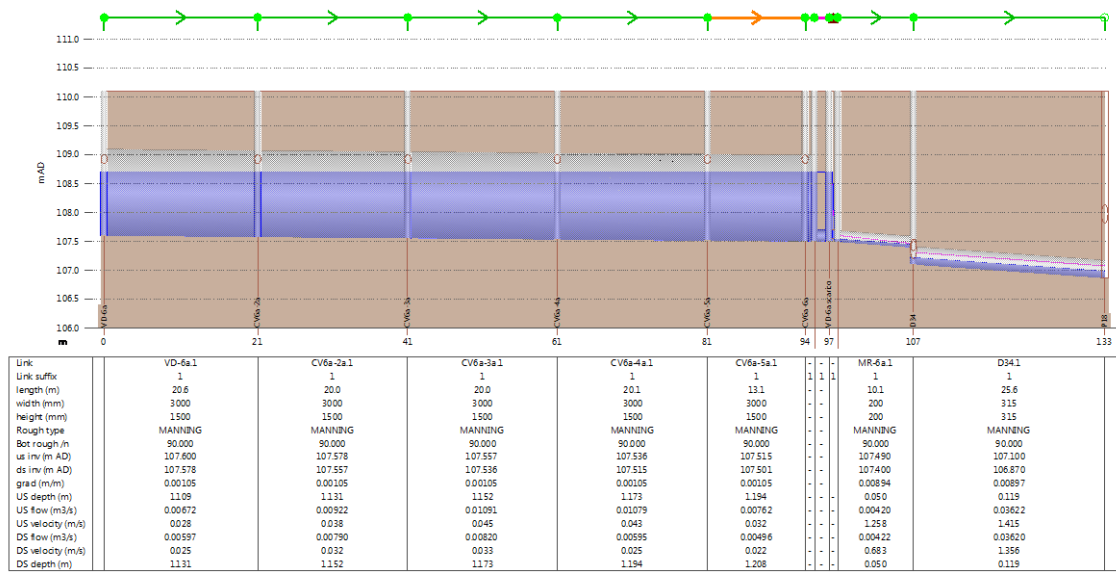 111.0
110.5
110.0
109.5
109.0
108.5
108.0
107.5
107.0
106.5
106.0
mAD
VD-6a
CV6a-2a
CV6a-3a
CV6a-4a
CV6a-5a
CV6a-6a
VD-6a scarico
D34
m 0 21 41 61 81 94 97 107 133
Link VD-6a.1 CV6a-2a.1 CV6a-3a.1 CV6a-4a.1 CV6a-5a.1 - - - MR-6a.1 D34.1
Link suffix 1 1 1 1 1 1 1 1 1 1
length (m) 20.6 20.0 20.0 20.1 13.1 - - 10.1 25.6
width (mm) 3000 3000 3000 3000 3000 - - 200 315
height (mm) 1500 1500 1500 1500 1500 - - 200 315
Rough type MANNING MANNING MANNING MANNING MANNING - - MANNING MANNING
Bot rough /n 90.000 90.000 90.000 90.000 90.000 - - 90.000 90.000
us inv (m AD) 107.600 107.578 107.557 107.536 107.515 - - 107.490 107.100
ds inv (m AD) 107.578 107.557 107.536 107.515 107.501 - - 107.400 106.870
grad (m/m) 0.00105 0.00105 0.00105 0.00105 0.00105 - - 0.00894 0.00897
US depth (m) 1.109 1.131 1.152 1.173 1.194 - - - 0.050 0.119
US flow (m3/s) 0.00672 0.00922 0.01091 0.01079 0.00762 - - 0.00420 0.03622
US velocity (m/s) 0.028 0.038 0.045 0.043 0.032 - - 1.258 1.415
DS flow (m3/s) 0.00597 0.00790 0.00820 0.00595 0.00496 - - 0.00422 0.03620
DS velocity (m/s) 0.025 0.032 0.033 0.025 0.022 - - 0.683 1.356
DS depth (m) 1.131 1.152 1.173 1.194 1.208 - - 0.050 0.119